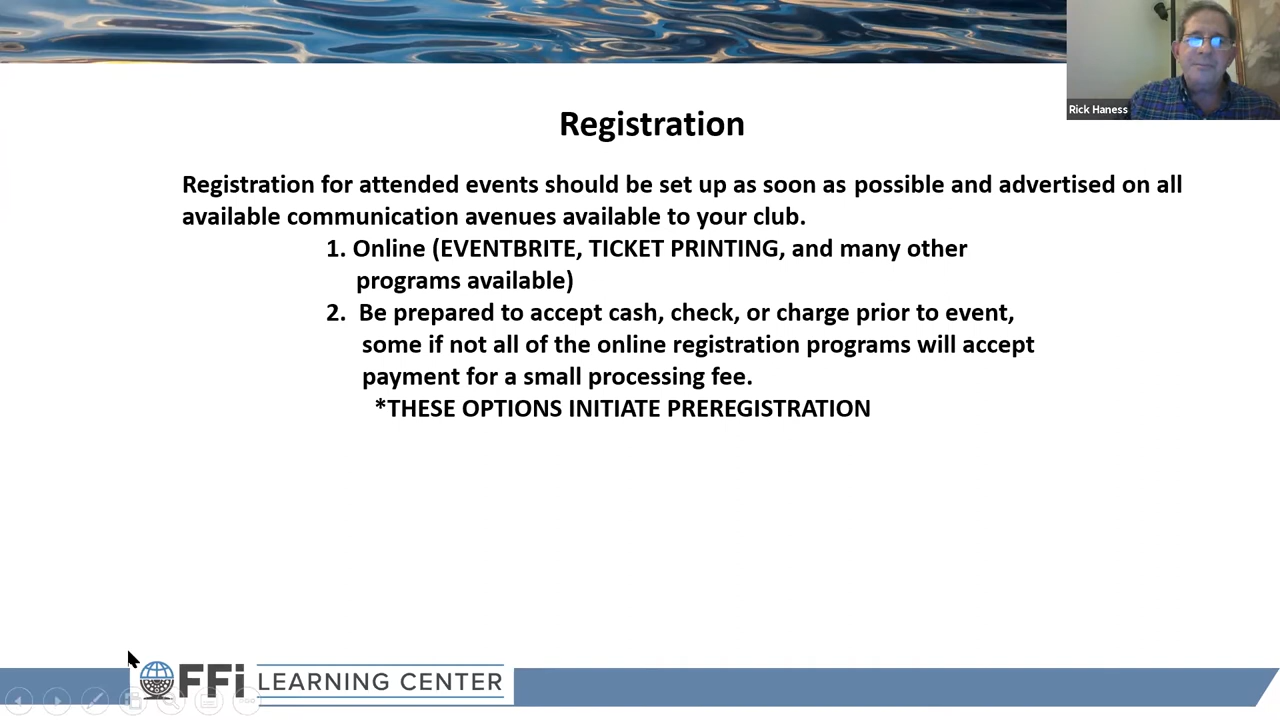 Rick Haness
Registration
Registration for attended events should be set up as soon as possible and advertised on all
available communication avenues available to your club.
1. Online (EVENTBRITE, TICKET PRINTING, and many other
programs available)
2. Be prepared to accept cash, check, or charge prior to event,
some if not all of the online registration programs will accept
payment for a small processing fee.
*THESE OPTIONS INITIATE PREREGISTRATION
FFi LEARNING CENTER